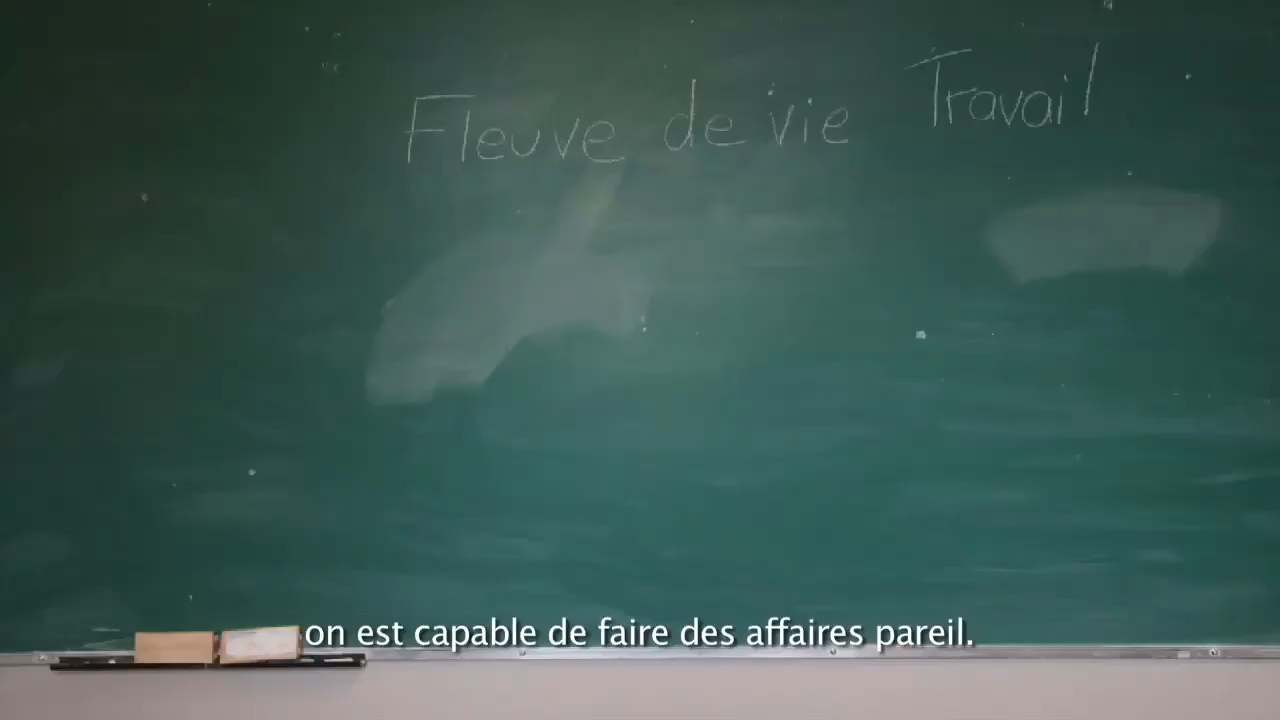 Fleuve de vie
Travail
on est capable de faire des affaires pareil.